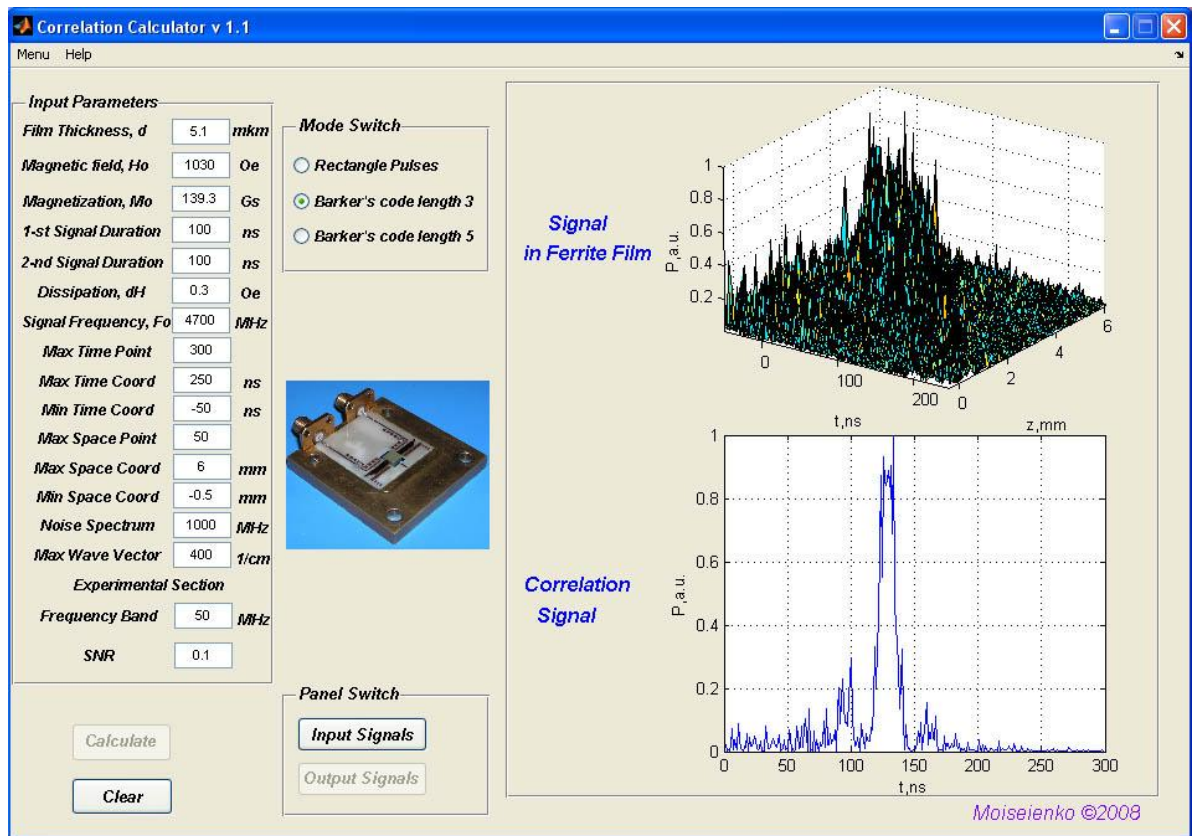 Correlation Calculator v 1.1
Menu Help
Input Parameters
Film Thickness, d 5.1 mkm
Magnetic field, Ho 1030 Oe
Magnetization, Mo 139.3 Gs
1-st Signal Duration 100 ns
2-nd Signal Duration 100 ns
Dissipation, dH 0.3 Oe
Signal Frequency, Fo 4700 MHz
Max Time Point 300
Max Time Coord 250 ns
Min Time Coord -50 ns
Max Space Point 50
Max Space Coord 6 mm
Min Space Coord -0.5 mm
Noise Spectrum 1000 MHz
Max Wave Vector 400 1/cm
Experimental Section
Frequency Band 50 MHz
SNR 0.1
Calculate
Clear
Mode Switch
Rectangle Pulses
Barker's code length 3
Barker's code length 5
Panel Switch
Input Signals
Output Signals
Signal
in Ferrite Film
P,a.u.
1
0.8
0.6
0.4
0.2
0 100 200
t,ns
0 2 4 6
z,mm
Correlation
Signal
P,a.u.
1
0.8
0.6
0.4
0.2
0
0 50 100 150 200 250 300
t,ns
Moiseienko ©2008